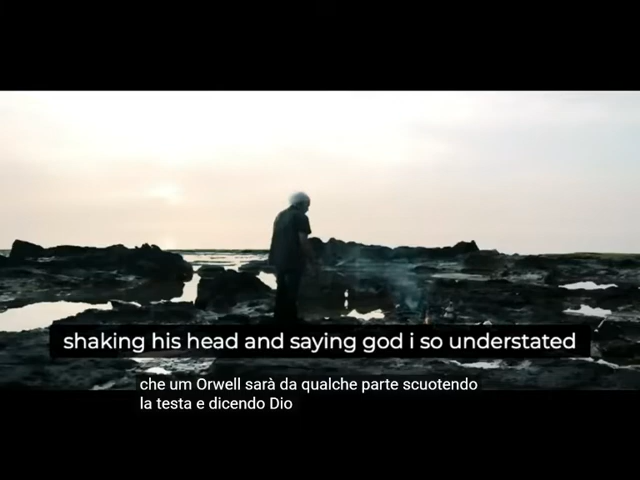 shaking his head and saying god i so understated
che um Orwell sarà da qualche parte scuotendo
la testa e dicendo Dio